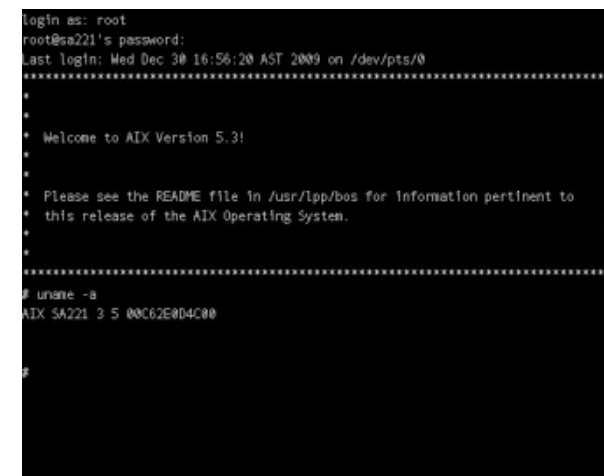 login as: root
root@sa221's password:
Last login: Wed Dec 30 16:56:20 AST 2009 on /dev/pts/0
*******************************************************************************
*
*
*  Welcome to AIX Version 5.3!
*
*
*  Please see the README file in /usr/lpp/bos for information pertinent to
*  this release of the AIX Operating System.
*
*
*******************************************************************************
# uname -a
AIX SA221 3 5 00C62E0D4C00
#